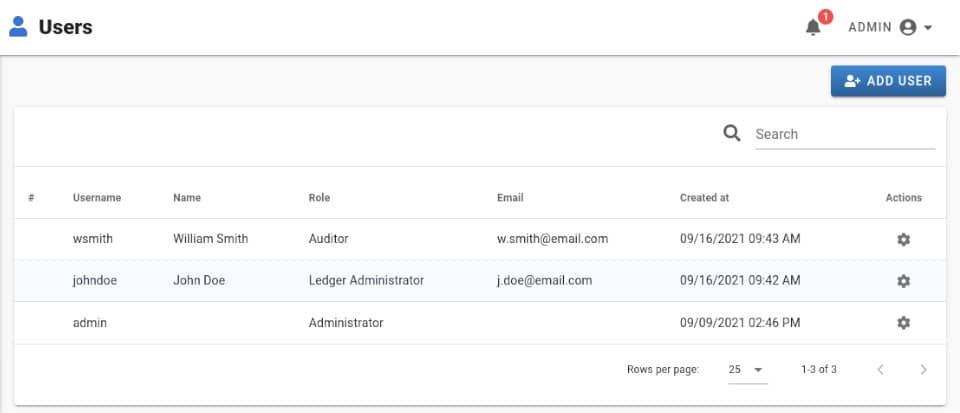 Users
1
ADMIN
ADD USER
Search
# Username Name Role Email Created at Actions
wsmith William Smith Auditor w.smith@email.com 09/16/2021 09:43 AM
johndoe John Doe Ledger Administrator j.doe@email.com 09/16/2021 09:42 AM
admin Administrator 09/09/2021 02:46 PM
Rows per page: 25 1-3 of 3